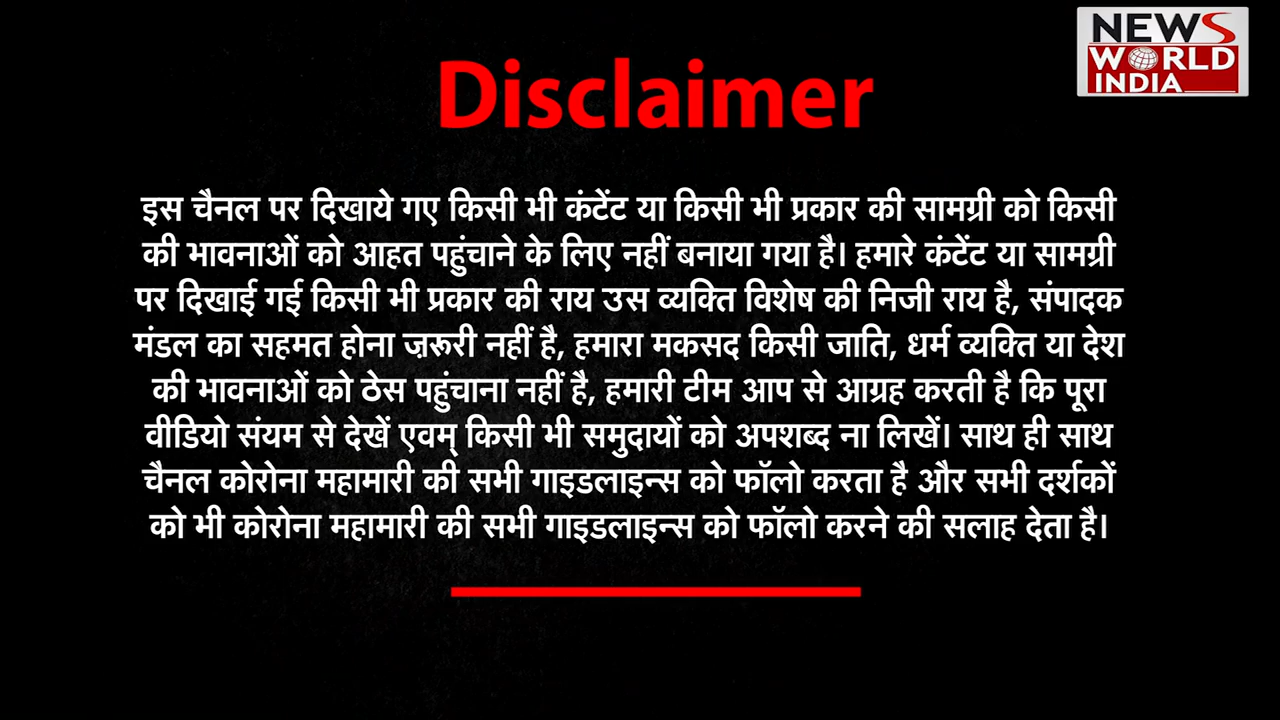 NEWS
WORLD
INDIA
Disclaimer
इस चैनल पर दिखाये गए किसी भी कंटेंट या किसी भी प्रकार की सामग्री को किसी
की भावनाओं को आहत पहुंचाने के लिए नहीं बनाया गया है। हमारे कंटेंट या सामग्री
पर दिखाई गई किसी भी प्रकार की राय उस व्यक्ति विशेष की निजी राय है, संपादक
मंडल का सहमत होना ज़रूरी नहीं है, हमारा मकसद किसी जाति, धर्म व्यक्ति या देश
की भावनाओं को ठेस पहुंचाना नहीं है, हमारी टीम आप से आग्रह करती है कि पूरा
वीडियो संयम से देखें एवम् किसी भी समुदायों को अपशब्द ना लिखें। साथ ही साथ
चैनल कोरोना महामारी की सभी गाइडलाइन्स को फॉलो करता है और सभी दर्शकों
को भी कोरोना महामारी की सभी गाइडलाइन्स को फॉलो करने की सलाह देता है।